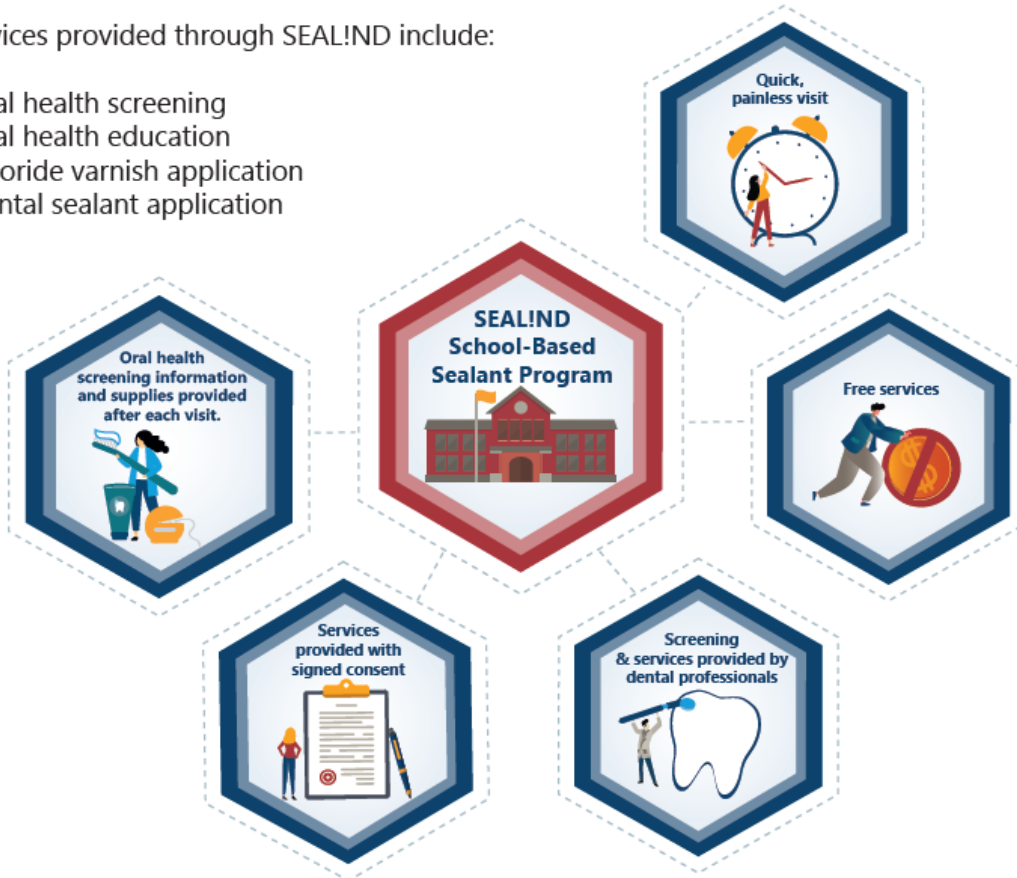 vices provided through SEAL!ND include:
al health screening
al health education
oride varnish application
ntal sealant application
Quick,
painless visit
SEAL!ND
School-Based
Sealant Program
Oral health
screening information
and supplies provided
after each visit.
Free services
Services
provided with
signed consent
Screening
& services provided by
dental professionals